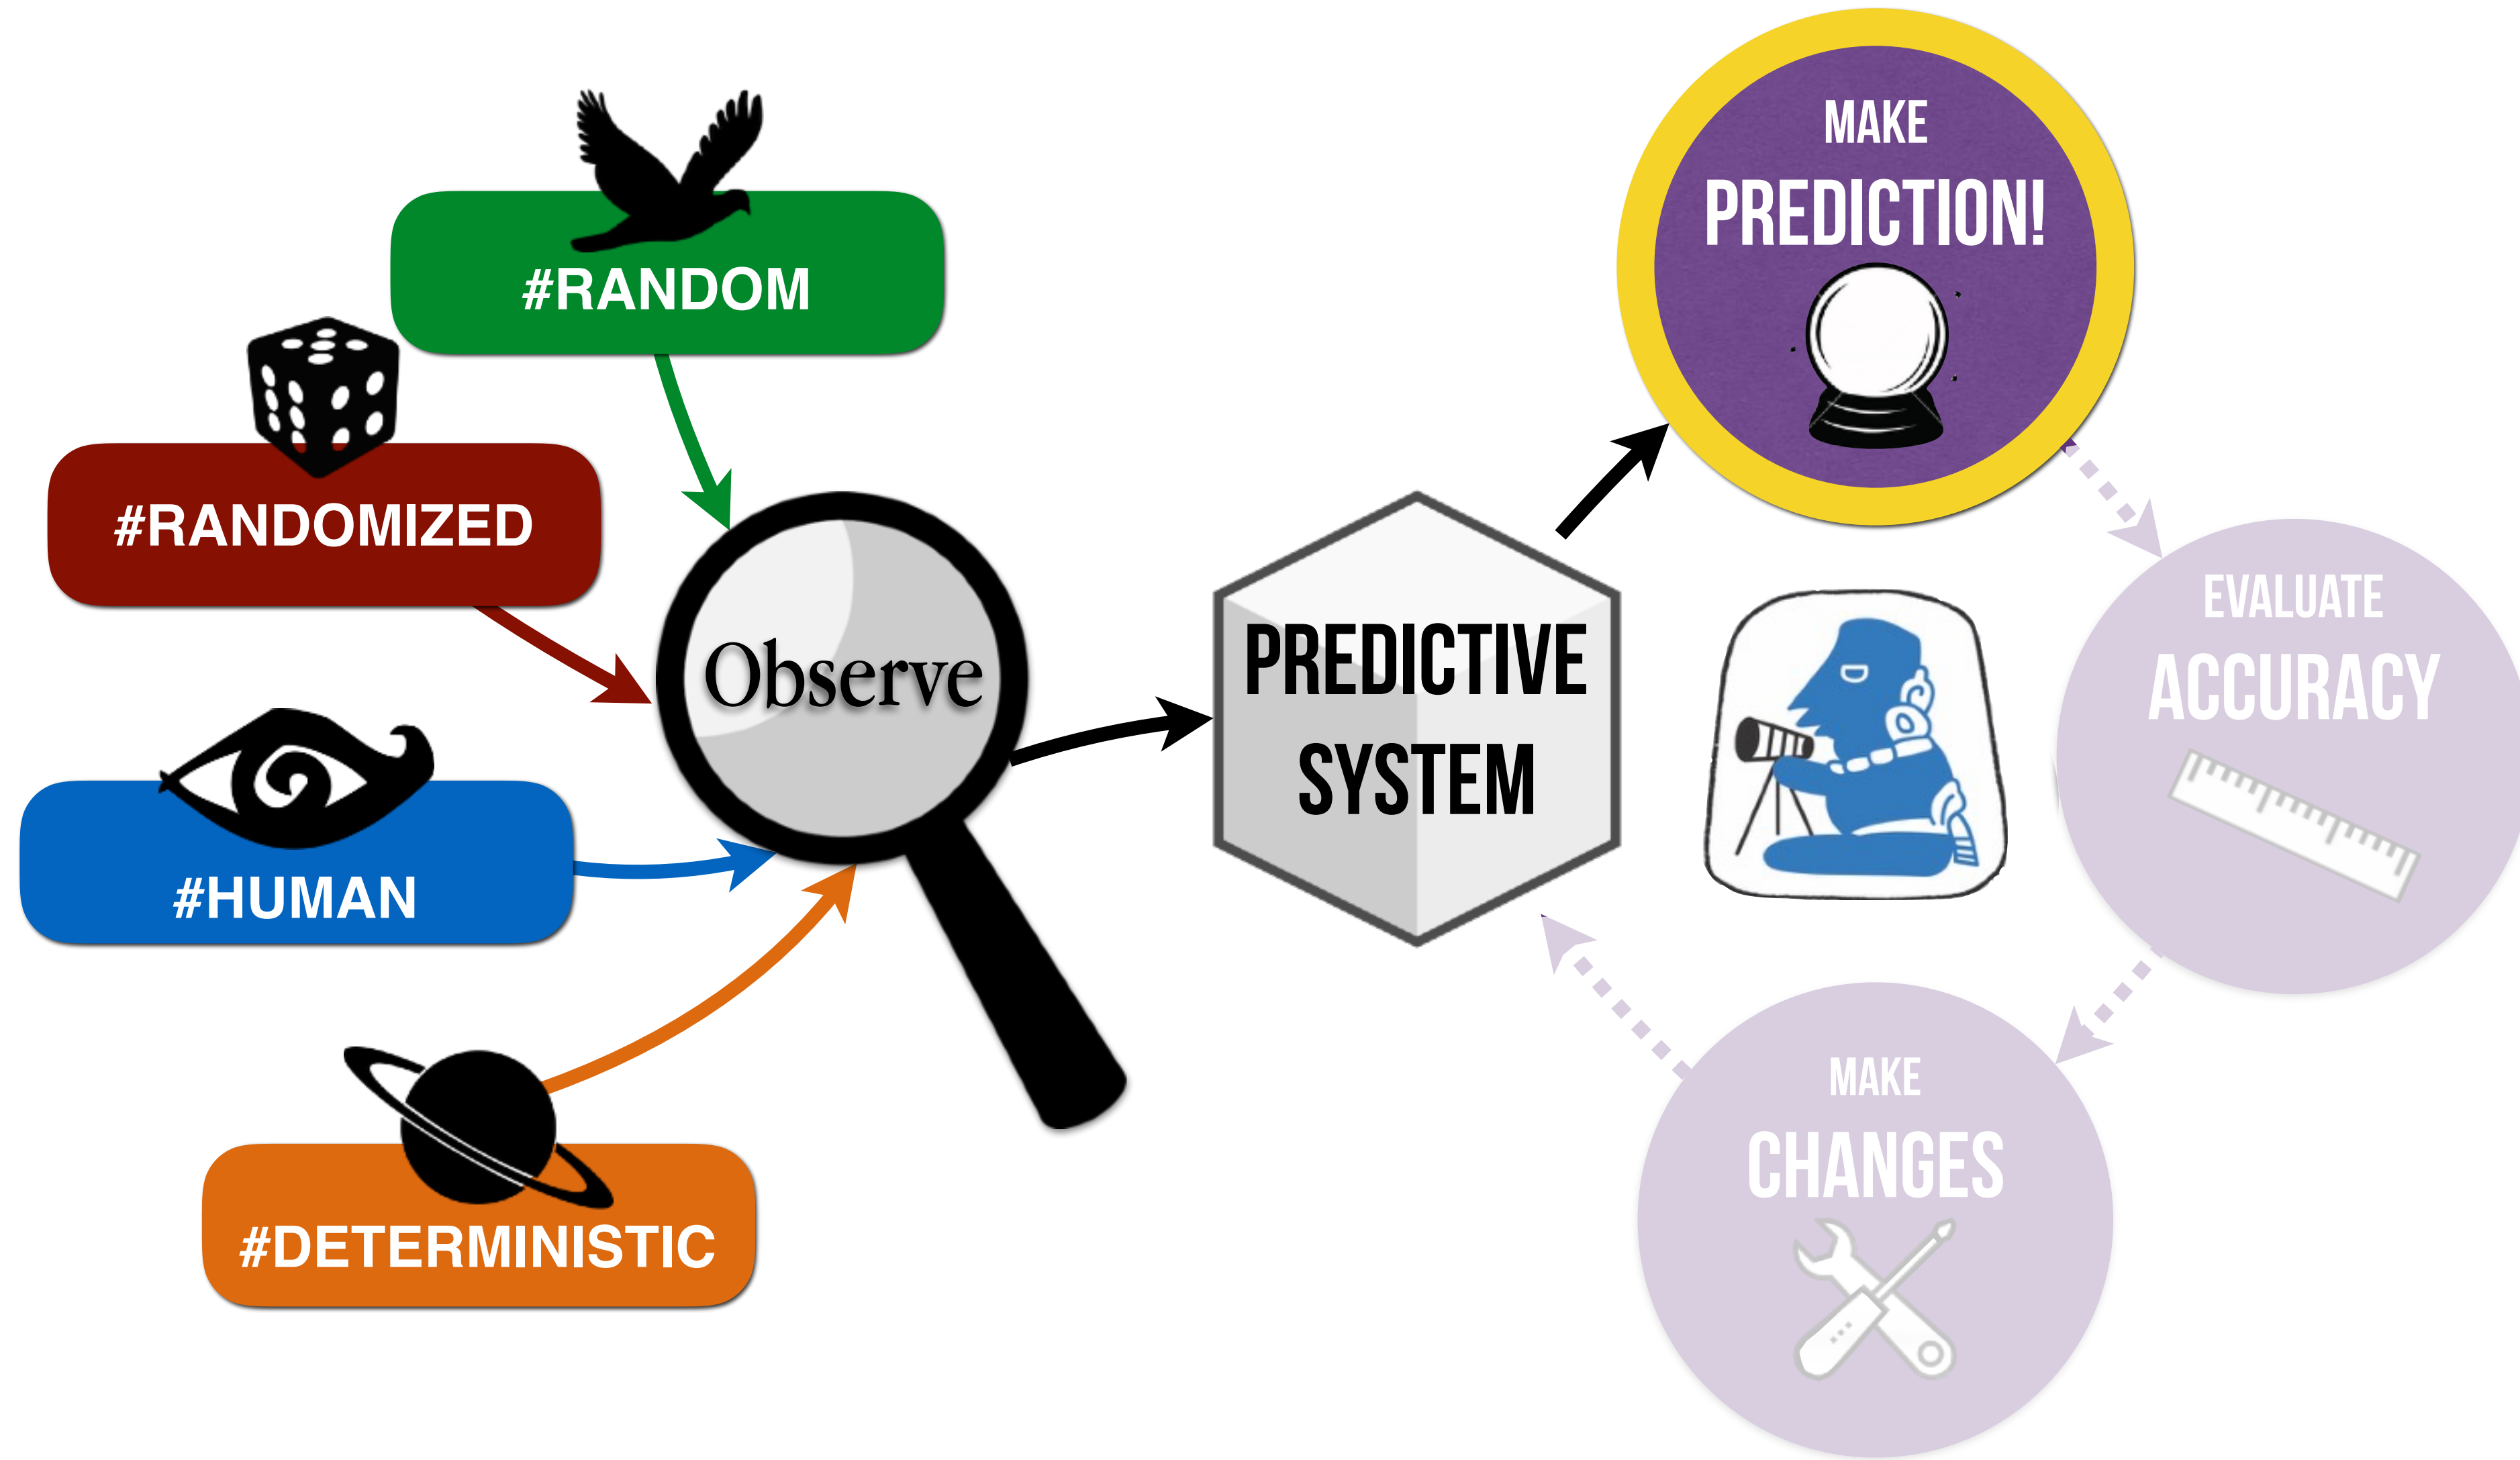 #RANDOM
#RANDOMIZED
#HUMAN
#DETERMINISTIC
Observe
PREDICTIVE
SYSTEM
MAKE
PREDICTION!
EVALUATE
ACCURACY
MAKE
CHANGES